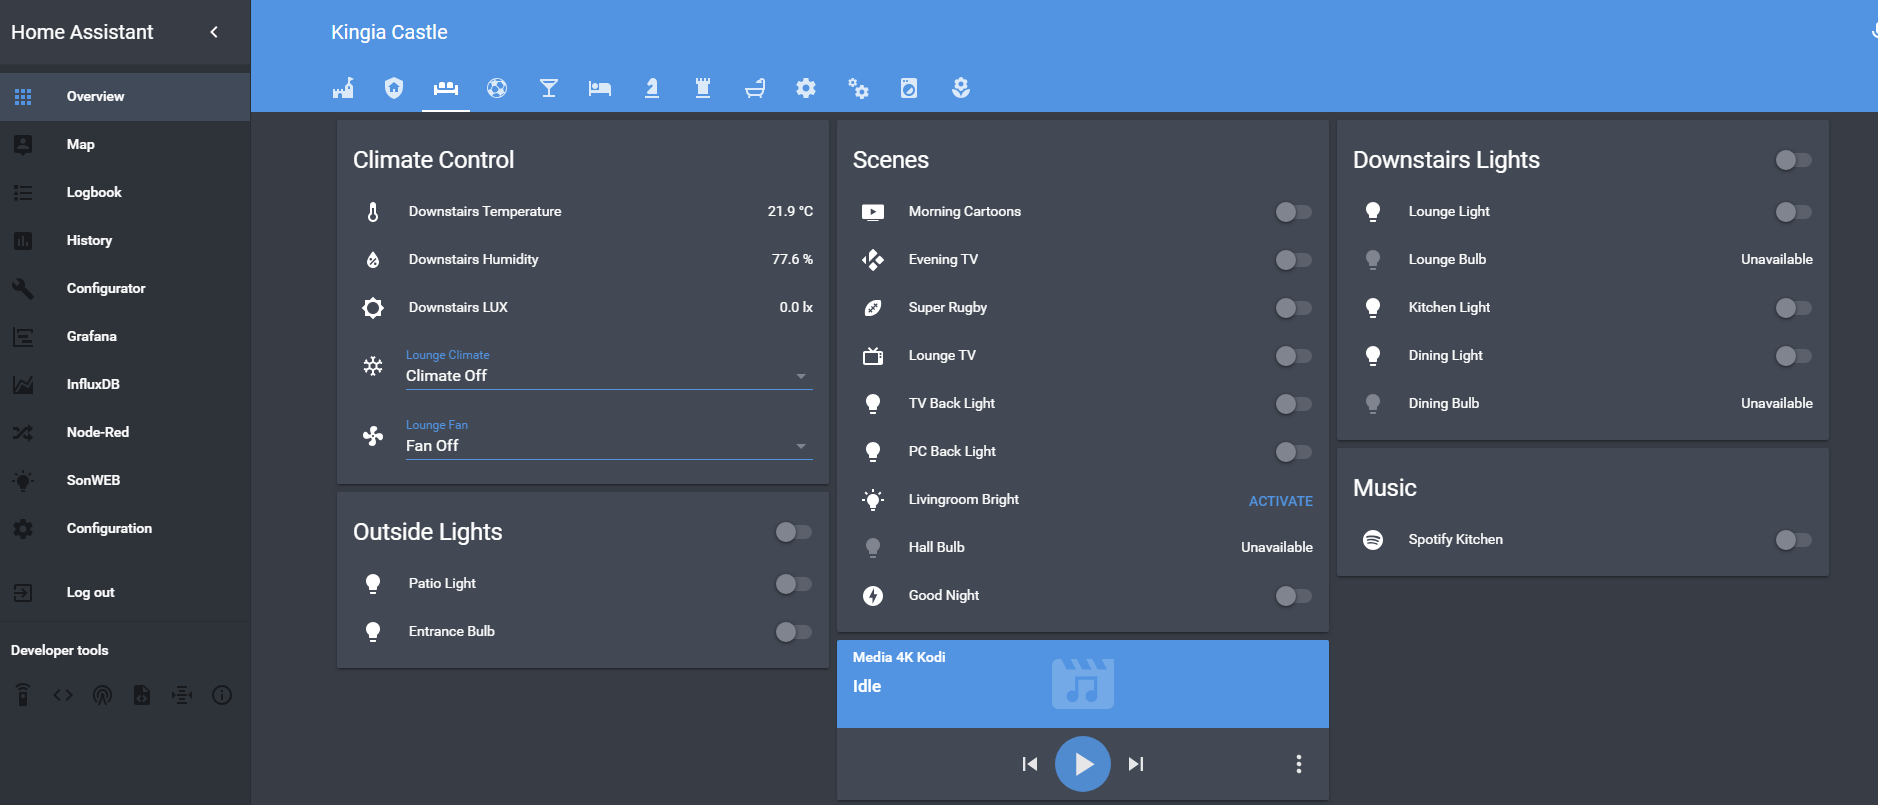 Home Assistant
Overview
Map
Logbook
History
Configurator
Grafana
InfluxDB
Node-Red
SonWEB
Configuration
Log out
Developer tools
Kingia Castle
Climate Control
Downstairs Temperature 21.9 °C
Downstairs Humidity 77.6 %
Downstairs LUX 0.0 lx
Lounge Climate
Climate Off
Lounge Fan
Fan Off
Outside Lights
Patio Light
Entrance Bulb
Scenes
Morning Cartoons
Evening TV
Super Rugby
Lounge TV
TV Back Light
PC Back Light
Livingroom Bright ACTIVATE
Hall Bulb Unavailable
Good Night
Media 4K Kodi
Idle
Downstairs Lights
Lounge Light
Lounge Bulb Unavailable
Kitchen Light
Dining Light
Dining Bulb Unavailable
Music
Spotify Kitchen